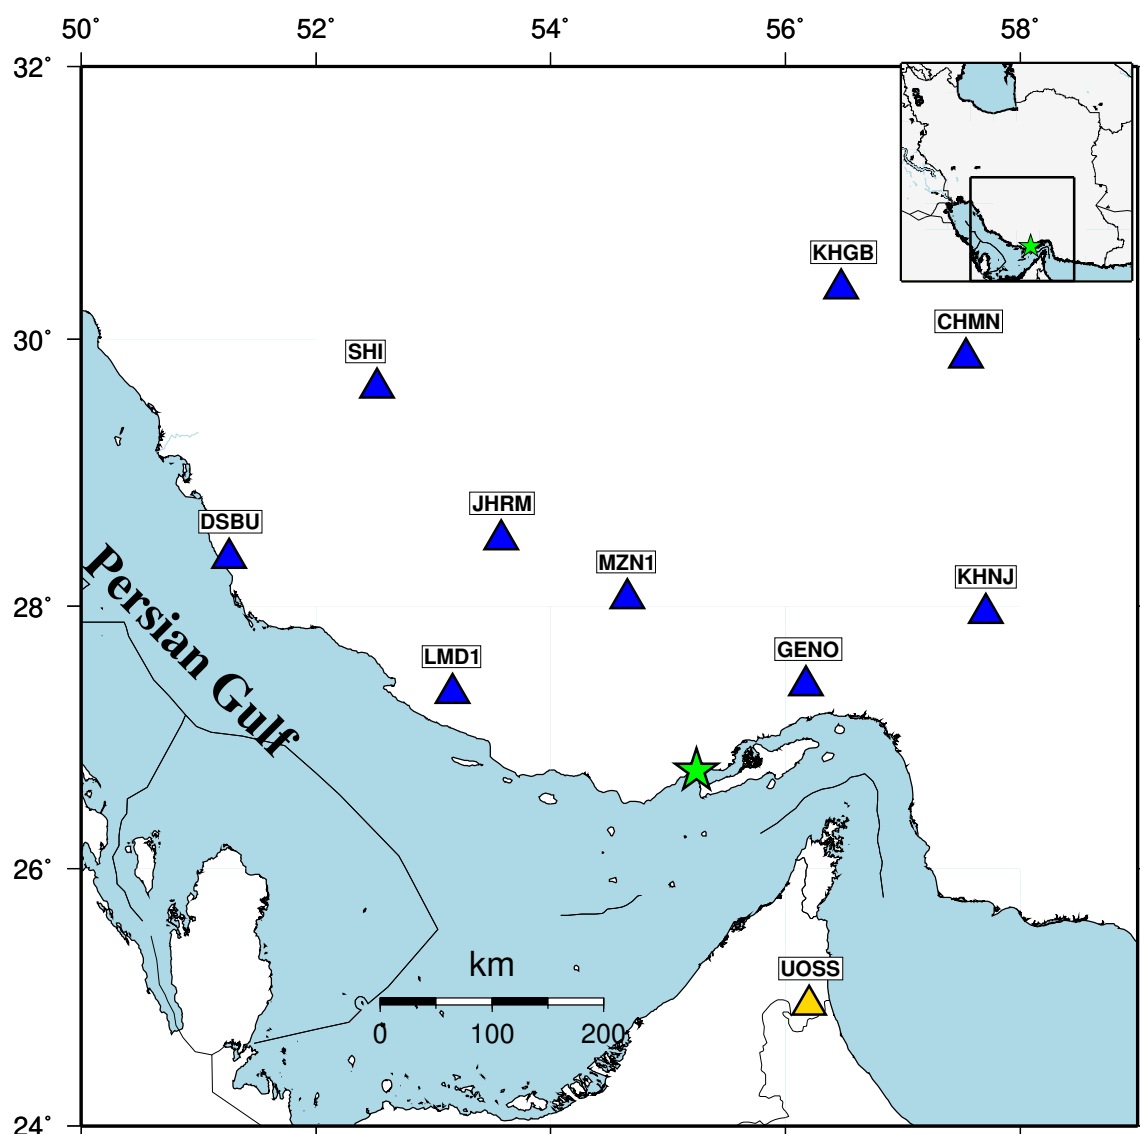 50˚ 52˚ 54˚ 56˚ 58˚
32˚
KHGB
CHMN
30˚
SHI
JHRM
DSBU
MZN1
KHNJ
28˚
Persian Gulf
GENO
LMD1
26˚
km
UOSS
0 100 200
24˚